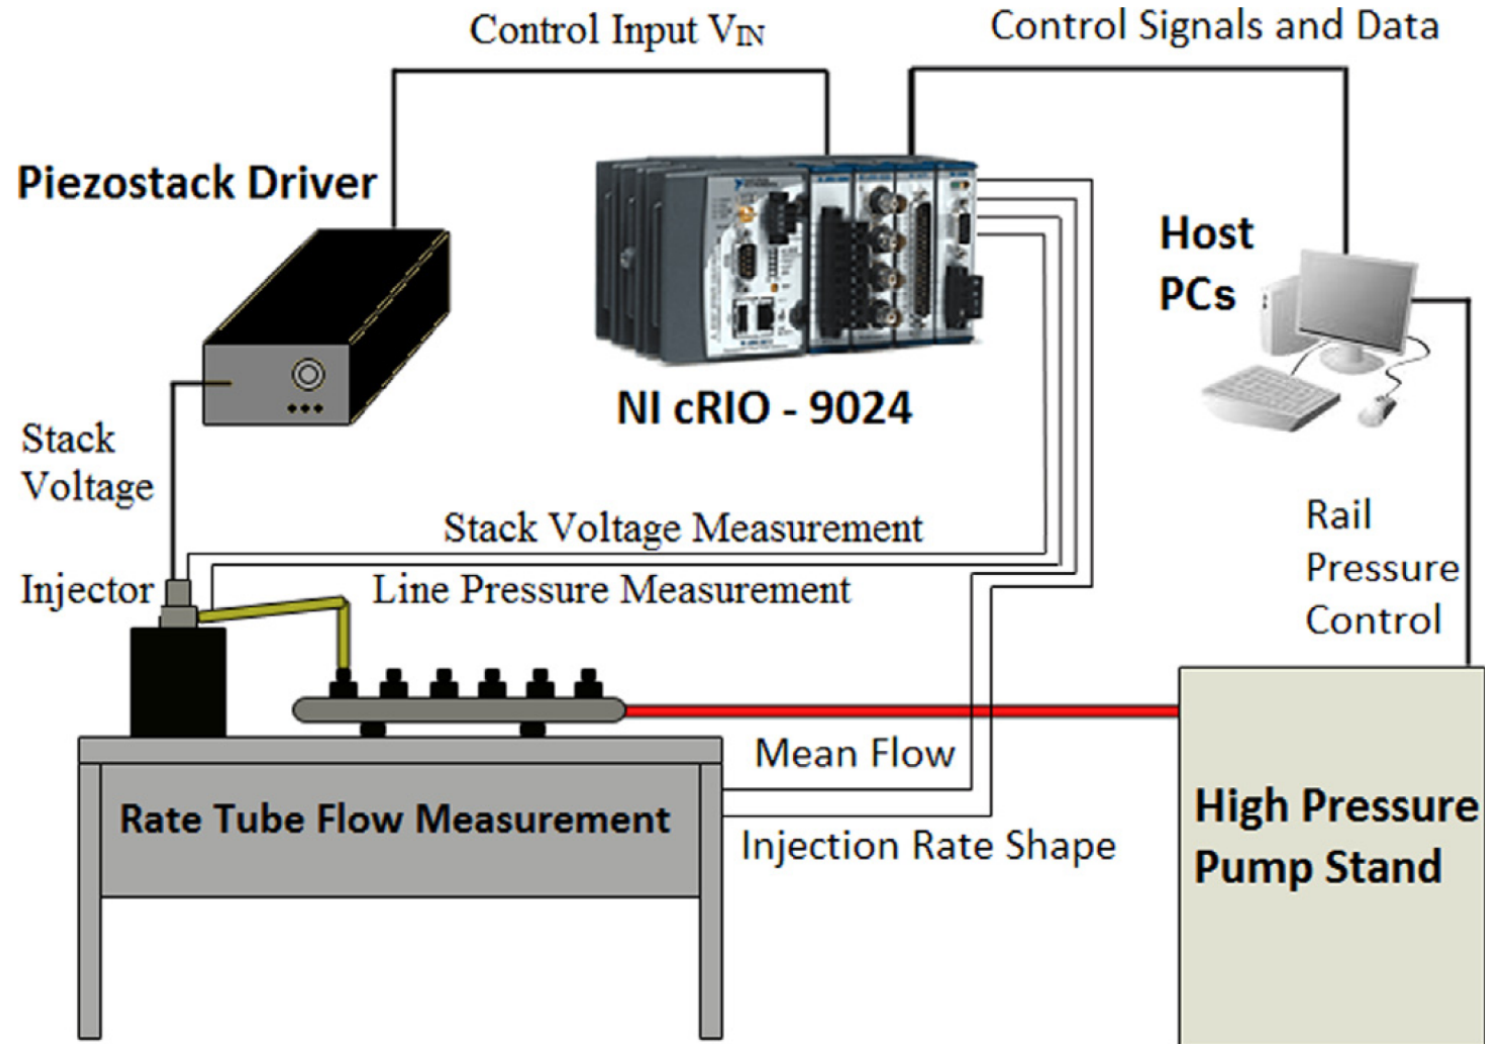 Control Input VIN
Control Signals and Data
Piezostack Driver
Host
PCs
NI cRIO - 9024
Stack
Voltage
Stack Voltage Measurement
Rail
Pressure
Control
Injector
Line Pressure Measurement
Mean Flow
Rate Tube Flow Measurement
Injection Rate Shape
High Pressure
Pump Stand